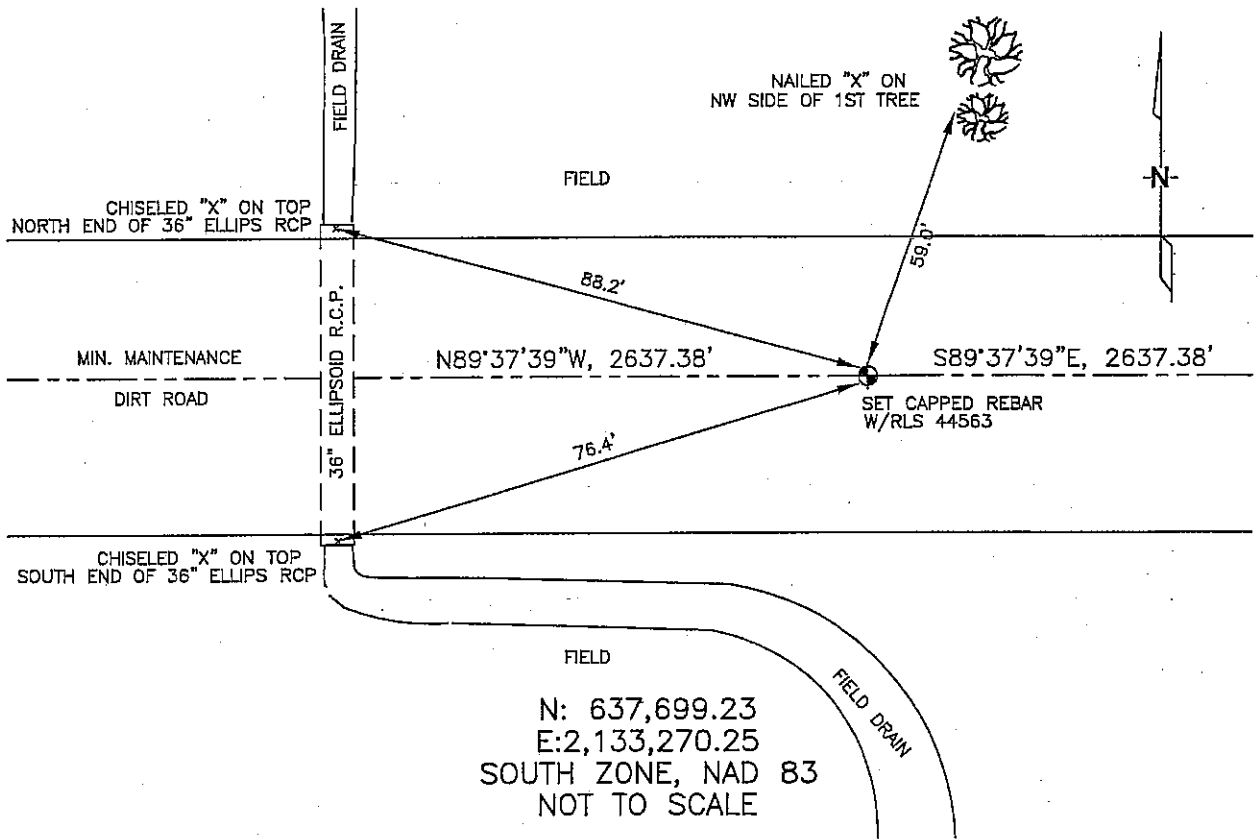 FIELD DRAIN
NAILED "X" ON
NW SIDE OF 1ST TREE
N
FIELD
CHISELED "X" ON TOP
NORTH END OF 36" ELLIPS RCP
x
59.0'
88.2'
36" ELLIPSOID R.C.P.
MIN. MAINTENANCE
DIRT ROAD
N89°37'39"W, 2637.38'
S89°37'39"E, 2637.38'
SET CAPPED REBAR
W/RLS 44563
76.4'
x
CHISELED "X" ON TOP
SOUTH END OF 36" ELLIPS RCP
FIELD
FIELD DRAIN
N: 637,699.23
E:2,133,270.25
SOUTH ZONE, NAD 83
NOT TO SCALE